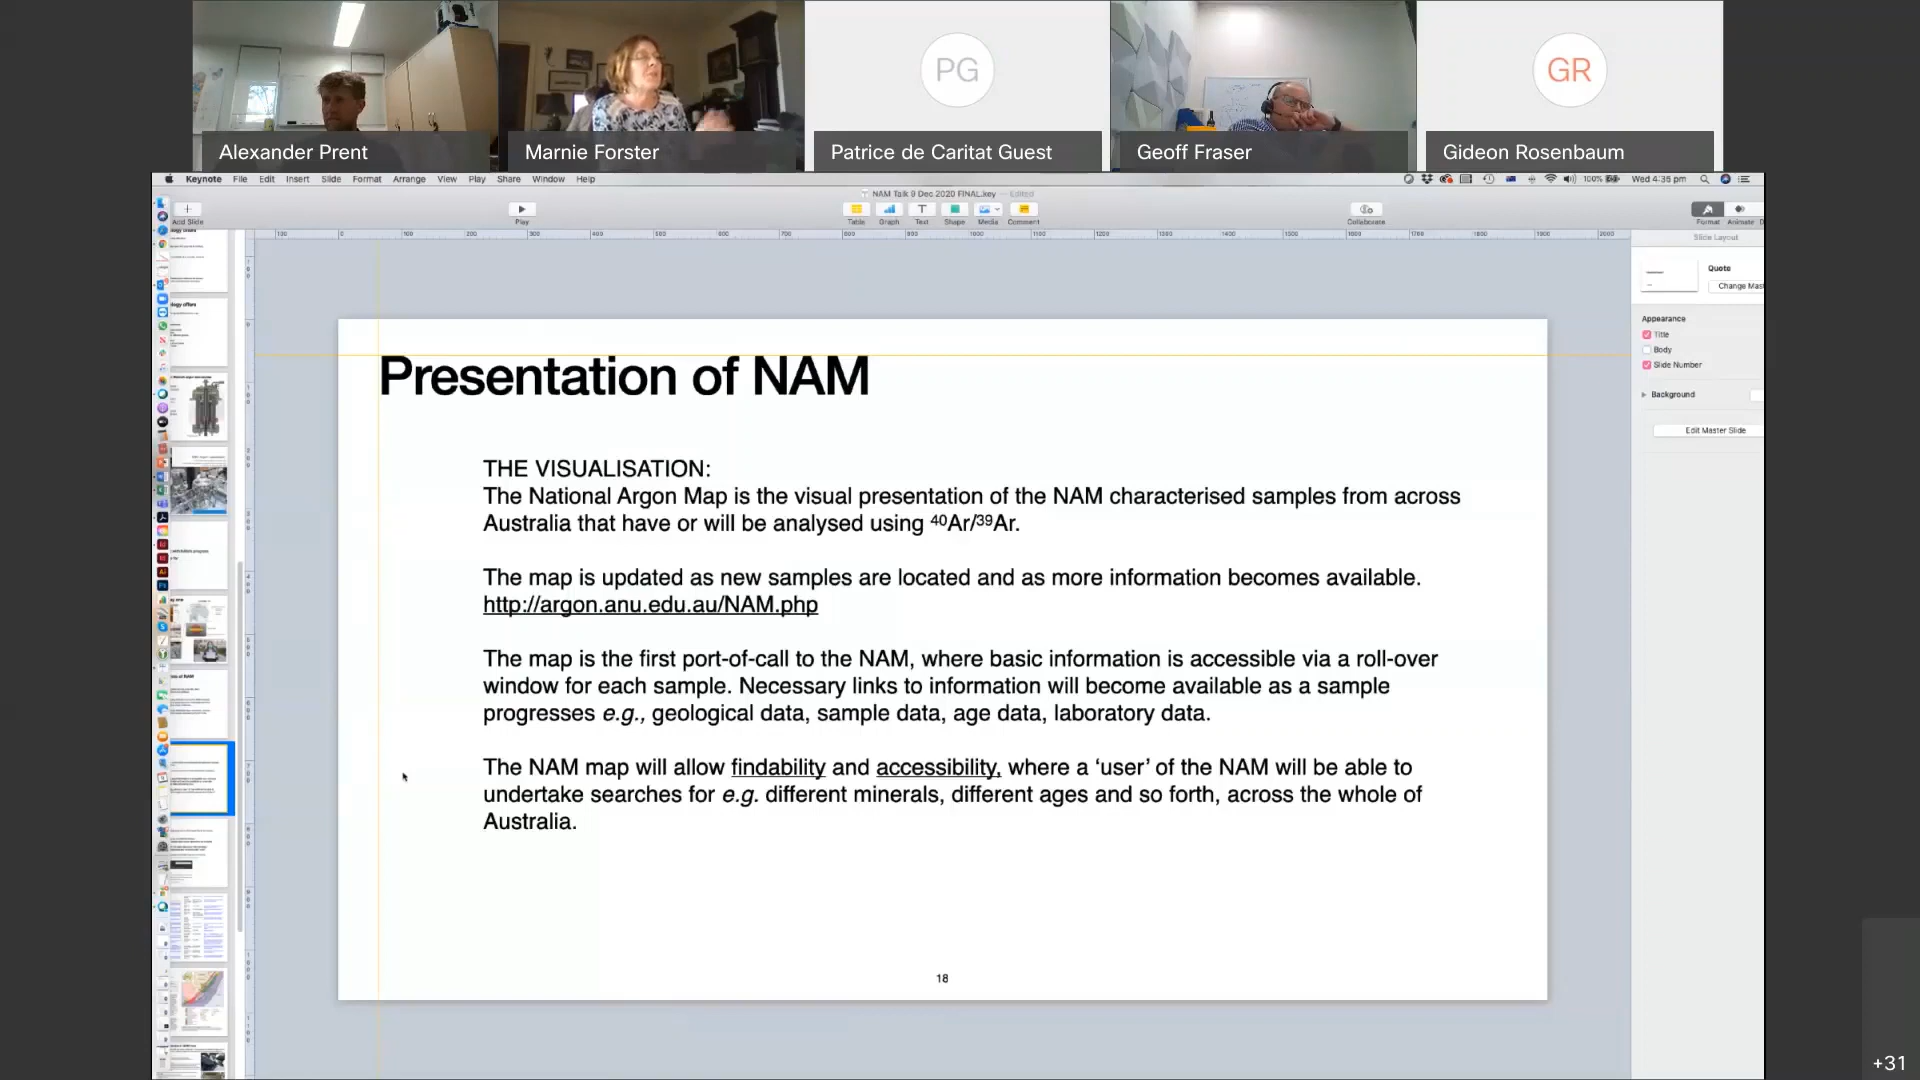 PG
GR
Alexander Prent
Marnie Forster
Patrice de Caritat Guest
Geoff Fraser
Gideon Rosenbaum
Keynote File Edit Insert Slide Format Arrange View Play Share Window Help
100% Wed 4:35 pm
NAM Talk 9 Dec 2020 FINAL.key — Edited
Add Slide
Play
Table Graph Text Shape Media Comment
Collaborate
Format Animate
Slide Layout
Quote
Change Mast
Appearance
Title
Body
Slide Number
Background
Edit Master Slide
Presentation of NAM
THE VISUALISATION:
The National Argon Map is the visual presentation of the NAM characterised samples from across
Australia that have or will be analysed using ⁴⁰Ar/³⁹Ar.
The map is updated as new samples are located and as more information becomes available.
http://argon.anu.edu.au/NAM.php
The map is the first port-of-call to the NAM, where basic information is accessible via a roll-over
window for each sample. Necessary links to information will become available as a sample
progresses e.g., geological data, sample data, age data, laboratory data.
The NAM map will allow findability and accessibility, where a ‘user’ of the NAM will be able to
undertake searches for e.g. different minerals, different ages and so forth, across the whole of
Australia.
18
+31